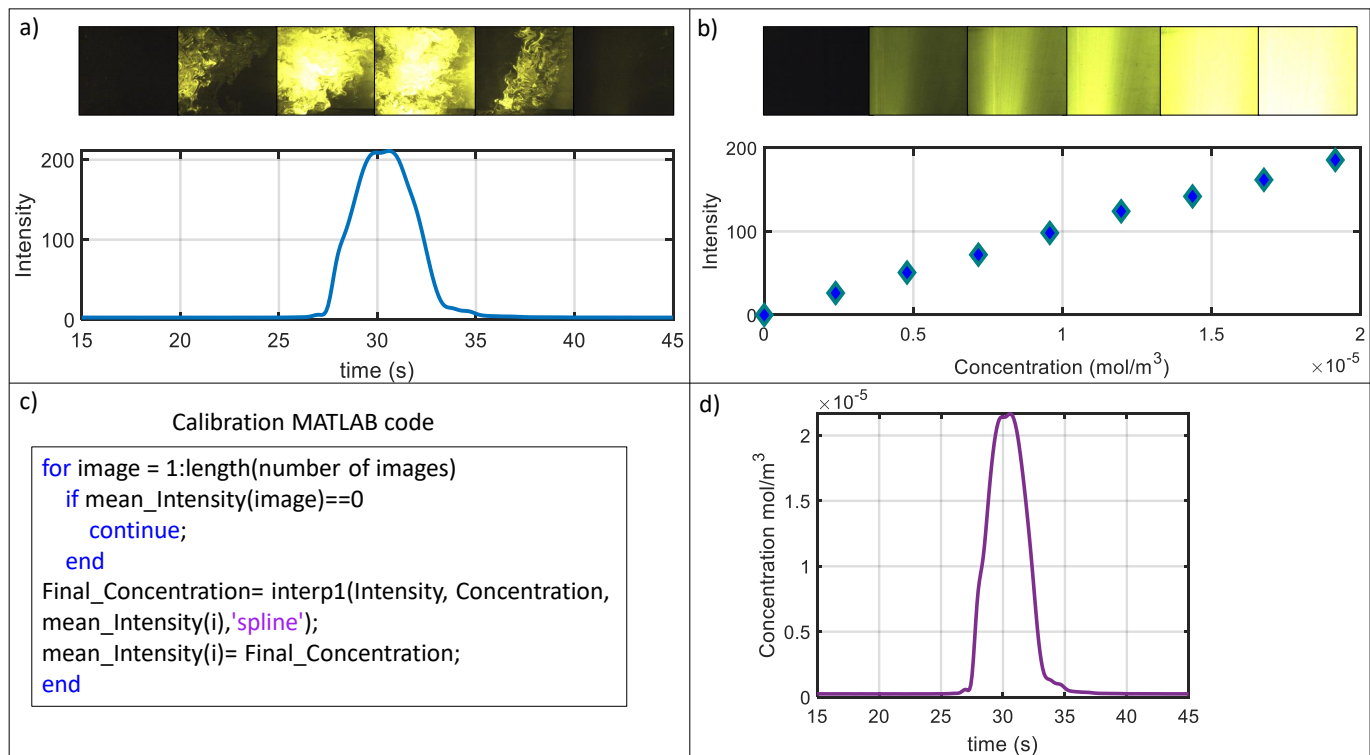 a)
200
100
0
Intensity
15 20 25 30 35 40 45
time (s)
b)
200
100
0
Intensity
0 0.5 1 1.5 2
Concentration (mol/m³) ×10⁻⁵
c)
Calibration MATLAB code
for image = 1:length(number of images)
if mean_Intensity(image)==0
continue;
end
Final_Concentration= interp1(Intensity, Concentration,
mean_Intensity(i),'spline');
mean_Intensity(i)= Final_Concentration;
end
d)
×10⁻⁵
2
1.5
1
0.5
0
Concentration mol/m³
15 20 25 30 35 40 45
time (s)